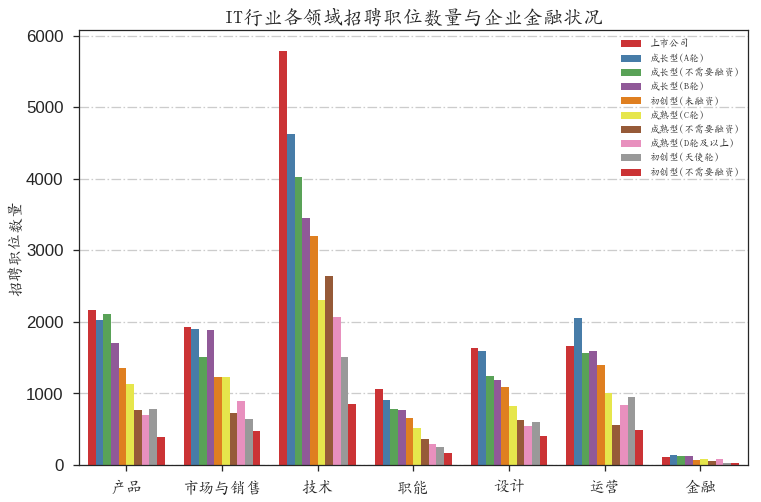 IT行业各领域招聘职位数量与企业金融状况
6000
5000
4000
3000
2000
1000
0
招聘职位数量
上市公司
成长型(A轮)
成长型(不需要融资)
成长型(B轮)
初创型(未融资)
成熟型(C轮)
成熟型(不需要融资)
成熟型(D轮及以上)
初创型(天使轮)
初创型(不需要融资)
产品 市场与销售 技术 职能 设计 运营 金融